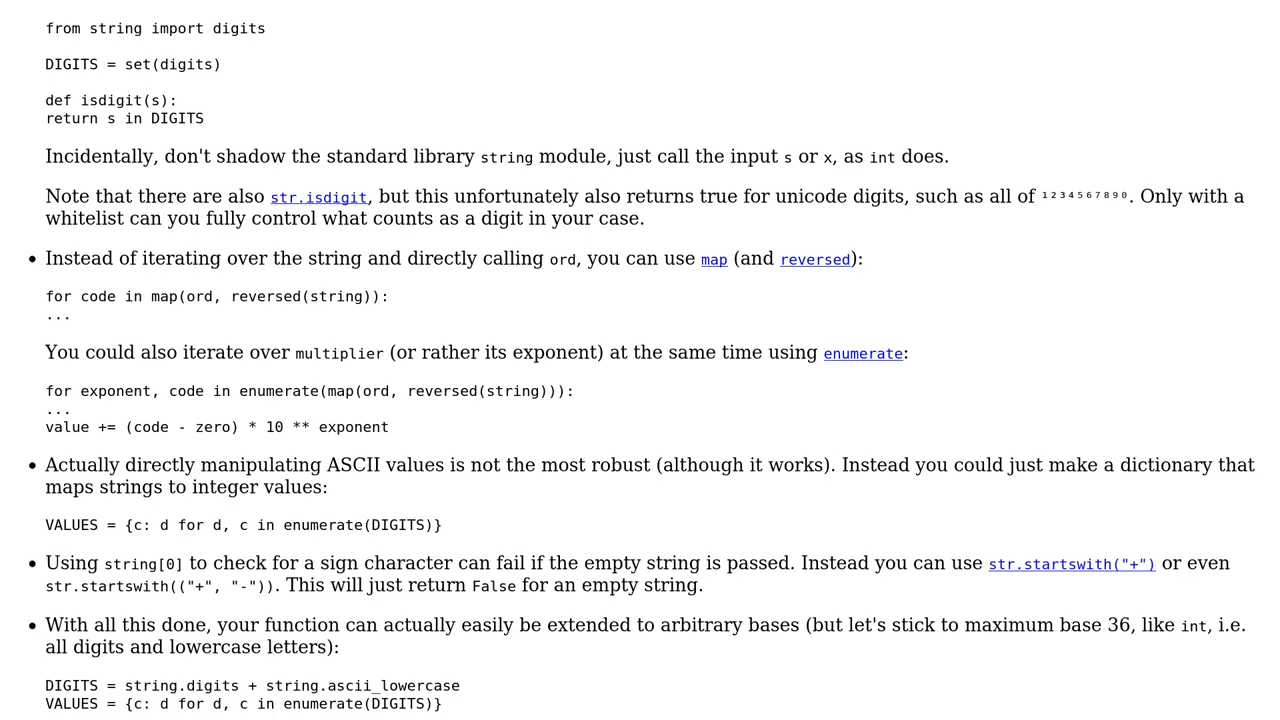 from string import digits
DIGITS = set(digits)
def isdigit(s):
return s in DIGITS
Incidentally, don't shadow the standard library string module, just call the input s or x, as int does.
Note that there are also str.isdigit, but this unfortunately also returns true for unicode digits, such as all of ¹²³⁴⁵⁶⁷⁸⁹⁰. Only with a
whitelist can you fully control what counts as a digit in your case.
• Instead of iterating over the string and directly calling ord, you can use map (and reversed):
for code in map(ord, reversed(string)):
...
You could also iterate over multiplier (or rather its exponent) at the same time using enumerate:
for exponent, code in enumerate(map(ord, reversed(string))):
...
value += (code - zero) * 10 ** exponent
• Actually directly manipulating ASCII values is not the most robust (although it works). Instead you could just make a dictionary that
maps strings to integer values:
VALUES = {c: d for d, c in enumerate(DIGITS)}
• Using string[0] to check for a sign character can fail if the empty string is passed. Instead you can use str.startswith("+") or even
str.startswith(("+", "-")). This will just return False for an empty string.
• With all this done, your function can actually easily be extended to arbitrary bases (but let's stick to maximum base 36, like int, i.e.
all digits and lowercase letters):
DIGITS = string.digits + string.ascii_lowercase
VALUES = {c: d for d, c in enumerate(DIGITS)}